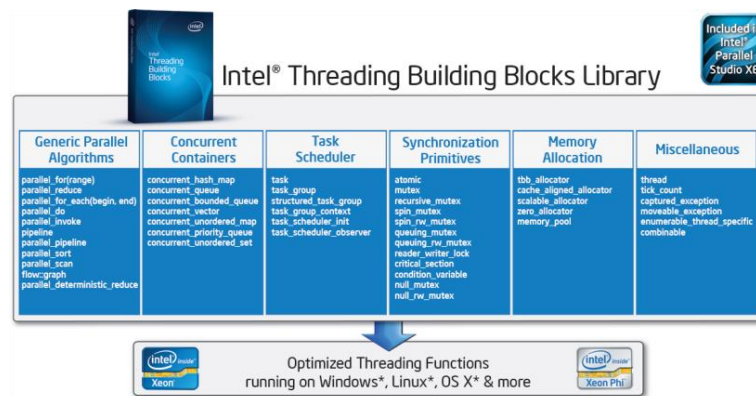 Included i
Intel®
Parallel
Studio XE
intel
Intel
Threading
Building
Blocks
Intel® Threading Building Blocks Library
Generic Parallel
Algorithms
parallel_for(range)
parallel_reduce
parallel_for_each(begin, end)
parallel_do
parallel_invoke
pipeline
parallel_pipeline
parallel_sort
parallel_scan
flow::graph
parallel_deterministic_reduce
Concurrent
Containers
concurrent_hash_map
concurrent_queue
concurrent_bounded_queue
concurrent_vector
concurrent_unordered_map
concurrent_priority_queue
concurrent_unordered_set
Task
Scheduler
task
task_group
structured_task_group
task_group_context
task_scheduler_init
task_scheduler_observer
Synchronization
Primitives
atomic
mutex
recursive_mutex
spin_mutex
spin_rw_mutex
queuing_mutex
queuing_rw_mutex
reader_writer_lock
critical_section
condition_variable
null_mutex
null_rw_mutex
Memory
Allocation
tbb_allocator
cache_aligned_allocator
scalable_allocator
zero_allocator
memory_pool
Miscellaneous
thread
tick_count
captured_exception
moveable_exception
enumerable_thread_specific
combinable
intel inside®
Xeon®
Optimized Threading Functions
running on Windows*, Linux*, OS X* & more
intel inside®
Xeon Phi™